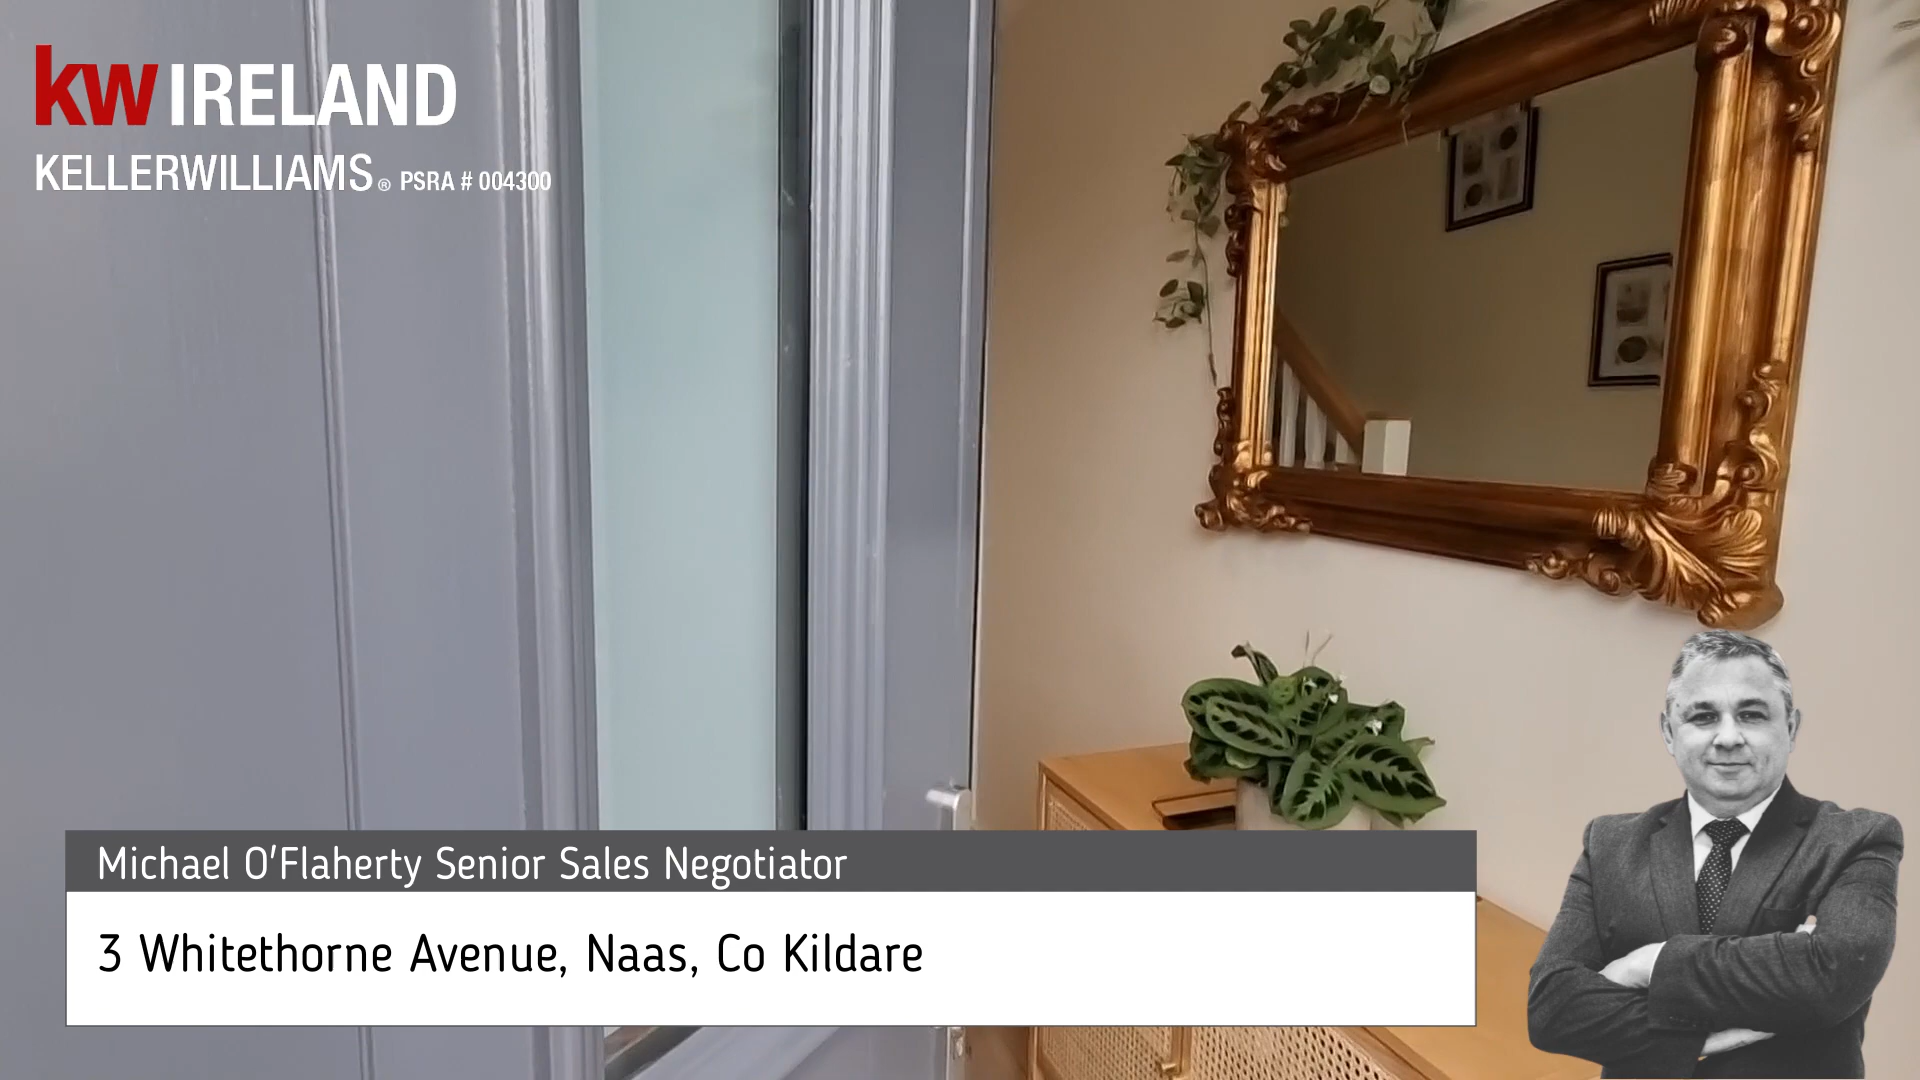 kw IRELAND
KELLERWILLIAMS® PSRA # 004300
Michael O'Flaherty Senior Sales Negotiator
3 Whitethorne Avenue, Naas, Co Kildare